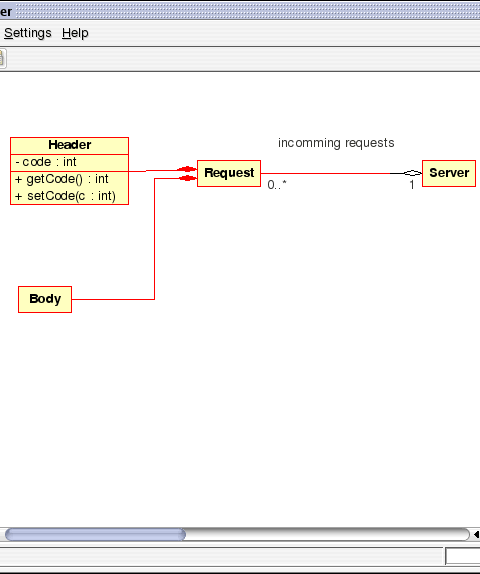 er
Settings Help
Header
- code : int
+ getCode() : int
+ setCode(c : int)
incomming requests
Request
Server
0..*
1
Body